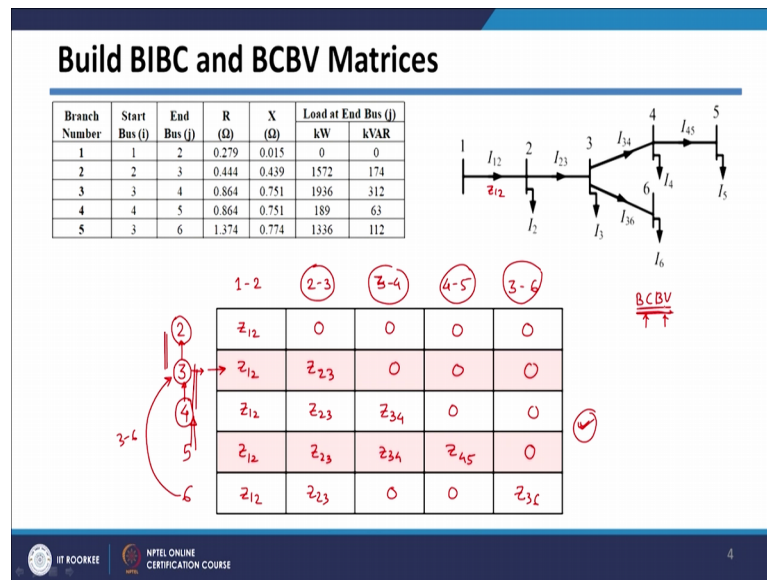 Build BIBC and BCBV Matrices
Branch Number Start Bus (i) End Bus (j) R (Ω) X (Ω) Load at End Bus (j) kW kVAR
1 1 2 0.279 0.015 0 0
2 2 3 0.444 0.439 1572 174
3 3 4 0.864 0.751 1936 312
4 4 5 0.864 0.751 189 63
5 3 6 1.374 0.774 1336 112
1 I12 2 I23 3 I34 4 I45 5
Z12 I36 6
I2 I3 I4 I5
I6
BCBV
1-2 2-3 3-4 4-5 3-6
2 Z12 0 0 0 0
3 Z12 Z23 0 0 0
4 Z12 Z23 Z34 0 0
3-6
5 Z12 Z23 Z34 Z45 0
6 Z12 Z23 0 0 Z36
IIT ROORKEE
NPTEL ONLINE
CERTIFICATION COURSE
4